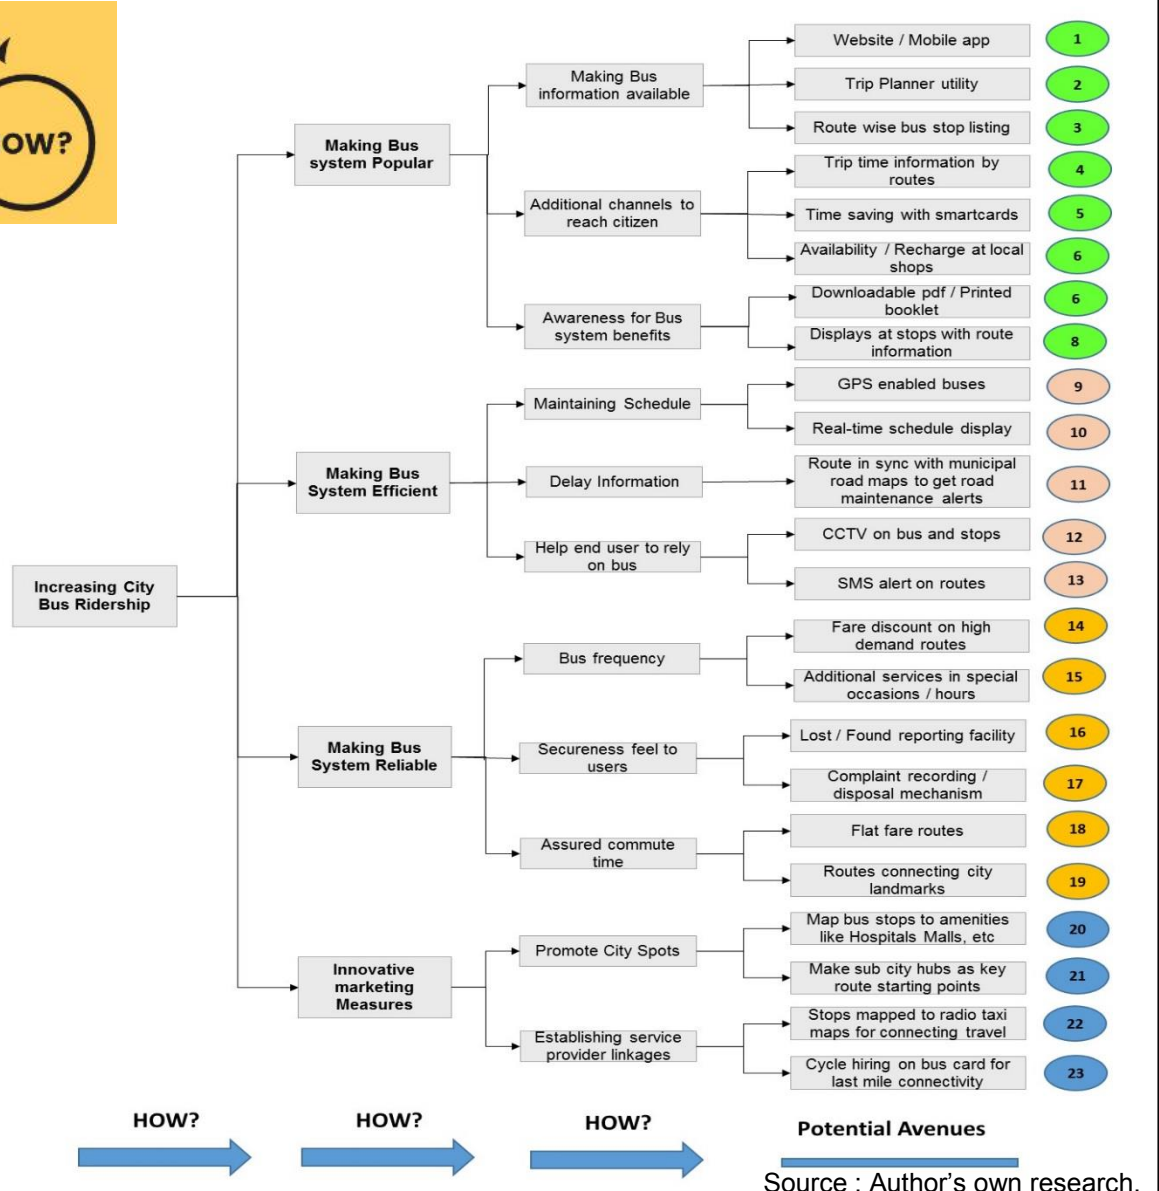 OW?
Increasing City
Bus Ridership
Making Bus
system Popular
Making Bus
information available
Website / Mobile app
1
Trip Planner utility
2
Route wise bus stop listing
3
Additional channels to
reach citizen
Trip time information by
routes
4
Time saving with smartcards
5
Availability / Recharge at local
shops
6
Awareness for Bus
system benefits
Downloadable pdf / Printed
booklet
6
Displays at stops with route
information
8
Making Bus
System Efficient
Maintaining Schedule
GPS enabled buses
9
Real-time schedule display
10
Delay Information
Route in sync with municipal
road maps to get road
maintenance alerts
11
Help end user to rely
on bus
CCTV on bus and stops
12
SMS alert on routes
13
Making Bus
System Reliable
Bus frequency
Fare discount on high
demand routes
14
Additional services in special
occasions / hours
15
Secureness feel to
users
Lost / Found reporting facility
16
Complaint recording /
disposal mechanism
17
Assured commute
time
Flat fare routes
18
Routes connecting city
landmarks
19
Innovative
marketing
Measures
Promote City Spots
Map bus stops to amenities
like Hospitals Malls, etc
20
Make sub city hubs as key
route starting points
21
Establishing service
provider linkages
Stops mapped to radio taxi
maps for connecting travel
22
Cycle hiring on bus card for
last mile connectivity
23
HOW?
HOW?
HOW?
Potential Avenues
Source : Author's own research.